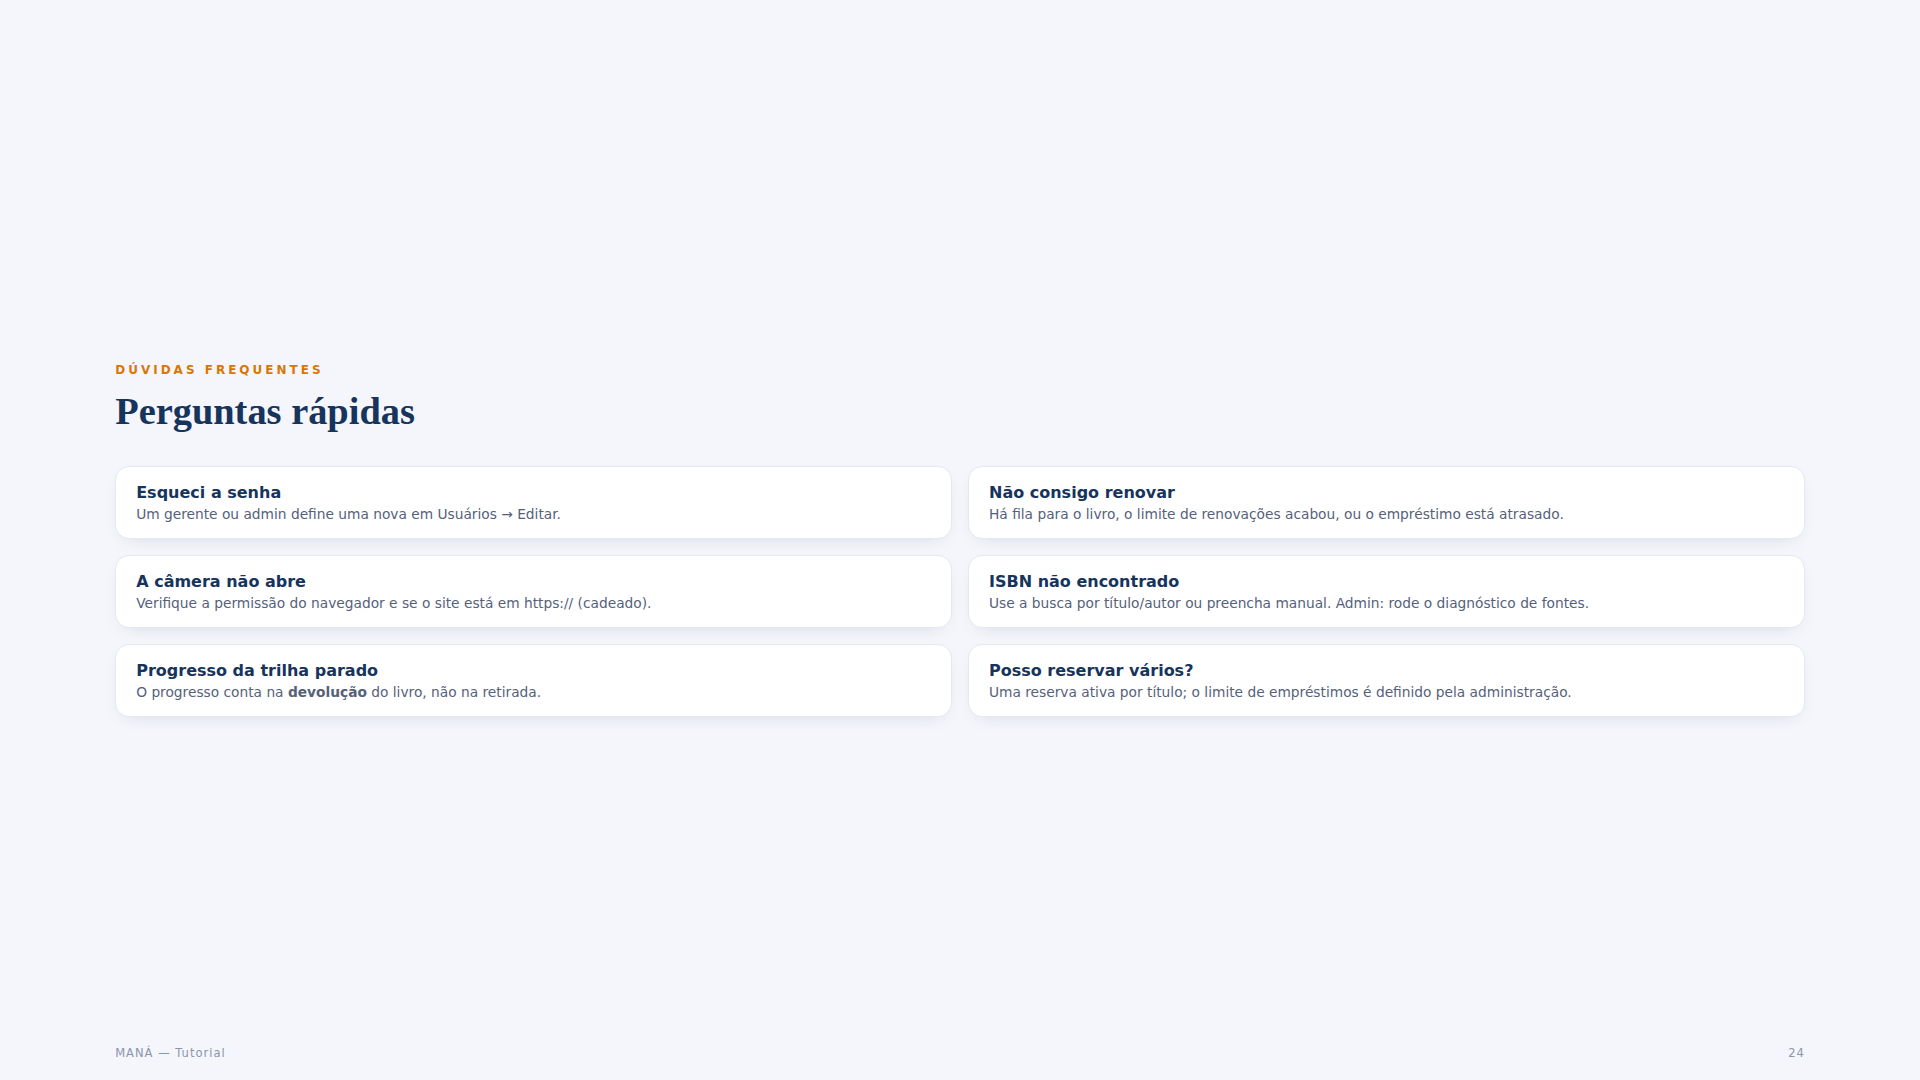 DÚVIDAS FREQUENTES
Perguntas rápidas
Esqueci a senha
Um gerente ou admin define uma nova em Usuários → Editar.
Não consigo renovar
Há fila para o livro, o limite de renovações acabou, ou o empréstimo está atrasado.
A câmera não abre
Verifique a permissão do navegador e se o site está em https:// (cadeado).
ISBN não encontrado
Use a busca por título/autor ou preencha manual. Admin: rode o diagnóstico de fontes.
Progresso da trilha parado
O progresso conta na devolução do livro, não na retirada.
Posso reservar vários?
Uma reserva ativa por título; o limite de empréstimos é definido pela administração.
MANÁ — Tutorial
24